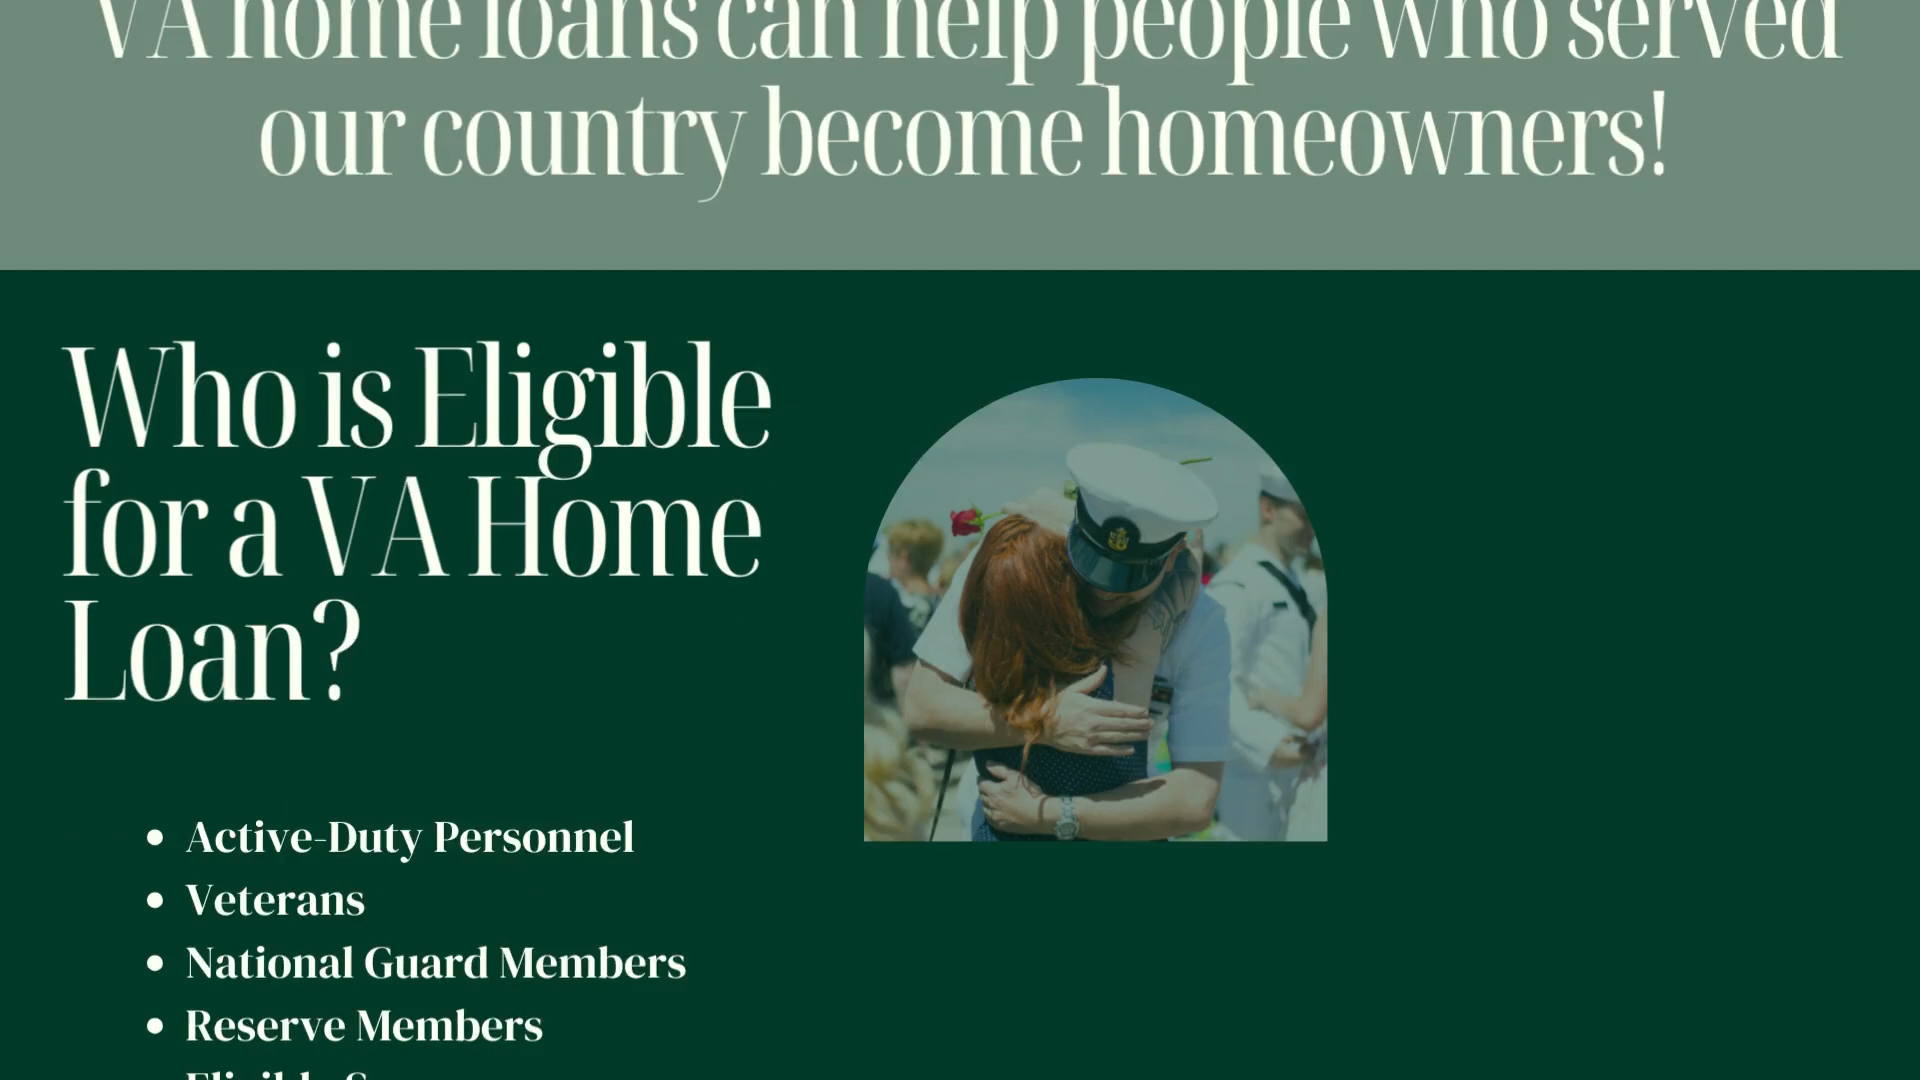 VA home loans can help people who served
our country become homeowners!
Who is Eligible
for a VA Home
Loan?
• Active-Duty Personnel
• Veterans
• National Guard Members
• Reserve Members
Eligible